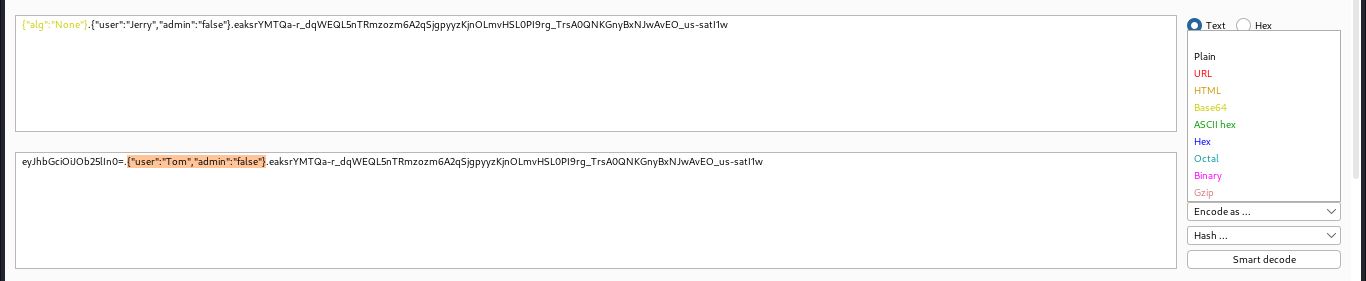 {"alg":"None"}.{"user":"Jerry","admin":"false"}.eaksrYMTQa-r_dqWEQL5nTRmzozm6A2qSjgpyyzKjnOLmvHSL0PI9rg_TrsA0QNKGnyBxNJwAvEO_us-satI1w
Text Hex
Plain
URL
HTML
Base64
ASCII hex
Hex
Octal
Binary
Gzip
eyJhbGciOiJOb25lIn0=.{"user":"Tom","admin":"false"}.eaksrYMTQa-r_dqWEQL5nTRmzozm6A2qSjgpyyzKjnOLmvHSL0PI9rg_TrsA0QNKGnyBxNJwAvEO_us-satI1w
Encode as ...
Hash ...
Smart decode